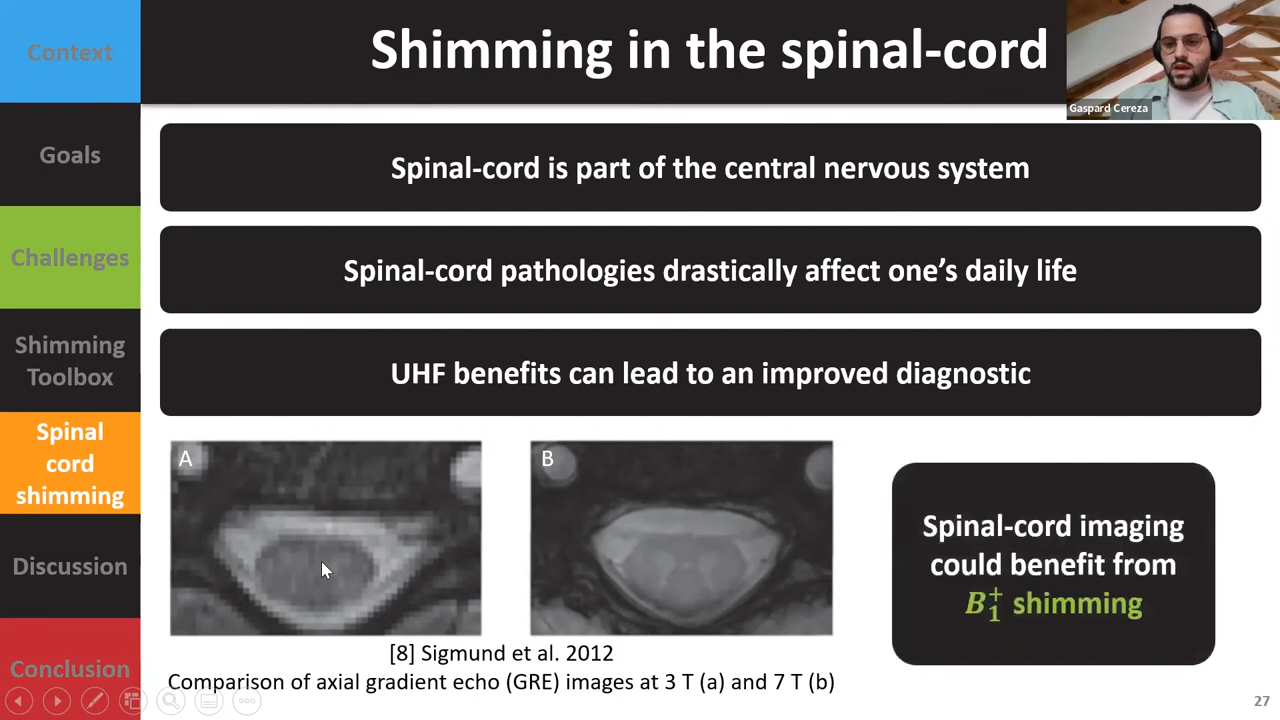 Context
Goals
Challenges
Shimming
Toolbox
Spinal
cord
shimming
Discussion
Conclusion
Shimming in the spinal-cord
Gaspard Cereza
Spinal-cord is part of the central nervous system
Spinal-cord pathologies drastically affect one’s daily life
UHF benefits can lead to an improved diagnostic
A
B
[8] Sigmund et al. 2012
Comparison of axial gradient echo (GRE) images at 3 T (a) and 7 T (b)
Spinal-cord imaging
could benefit from
B₁⁺ shimming
27